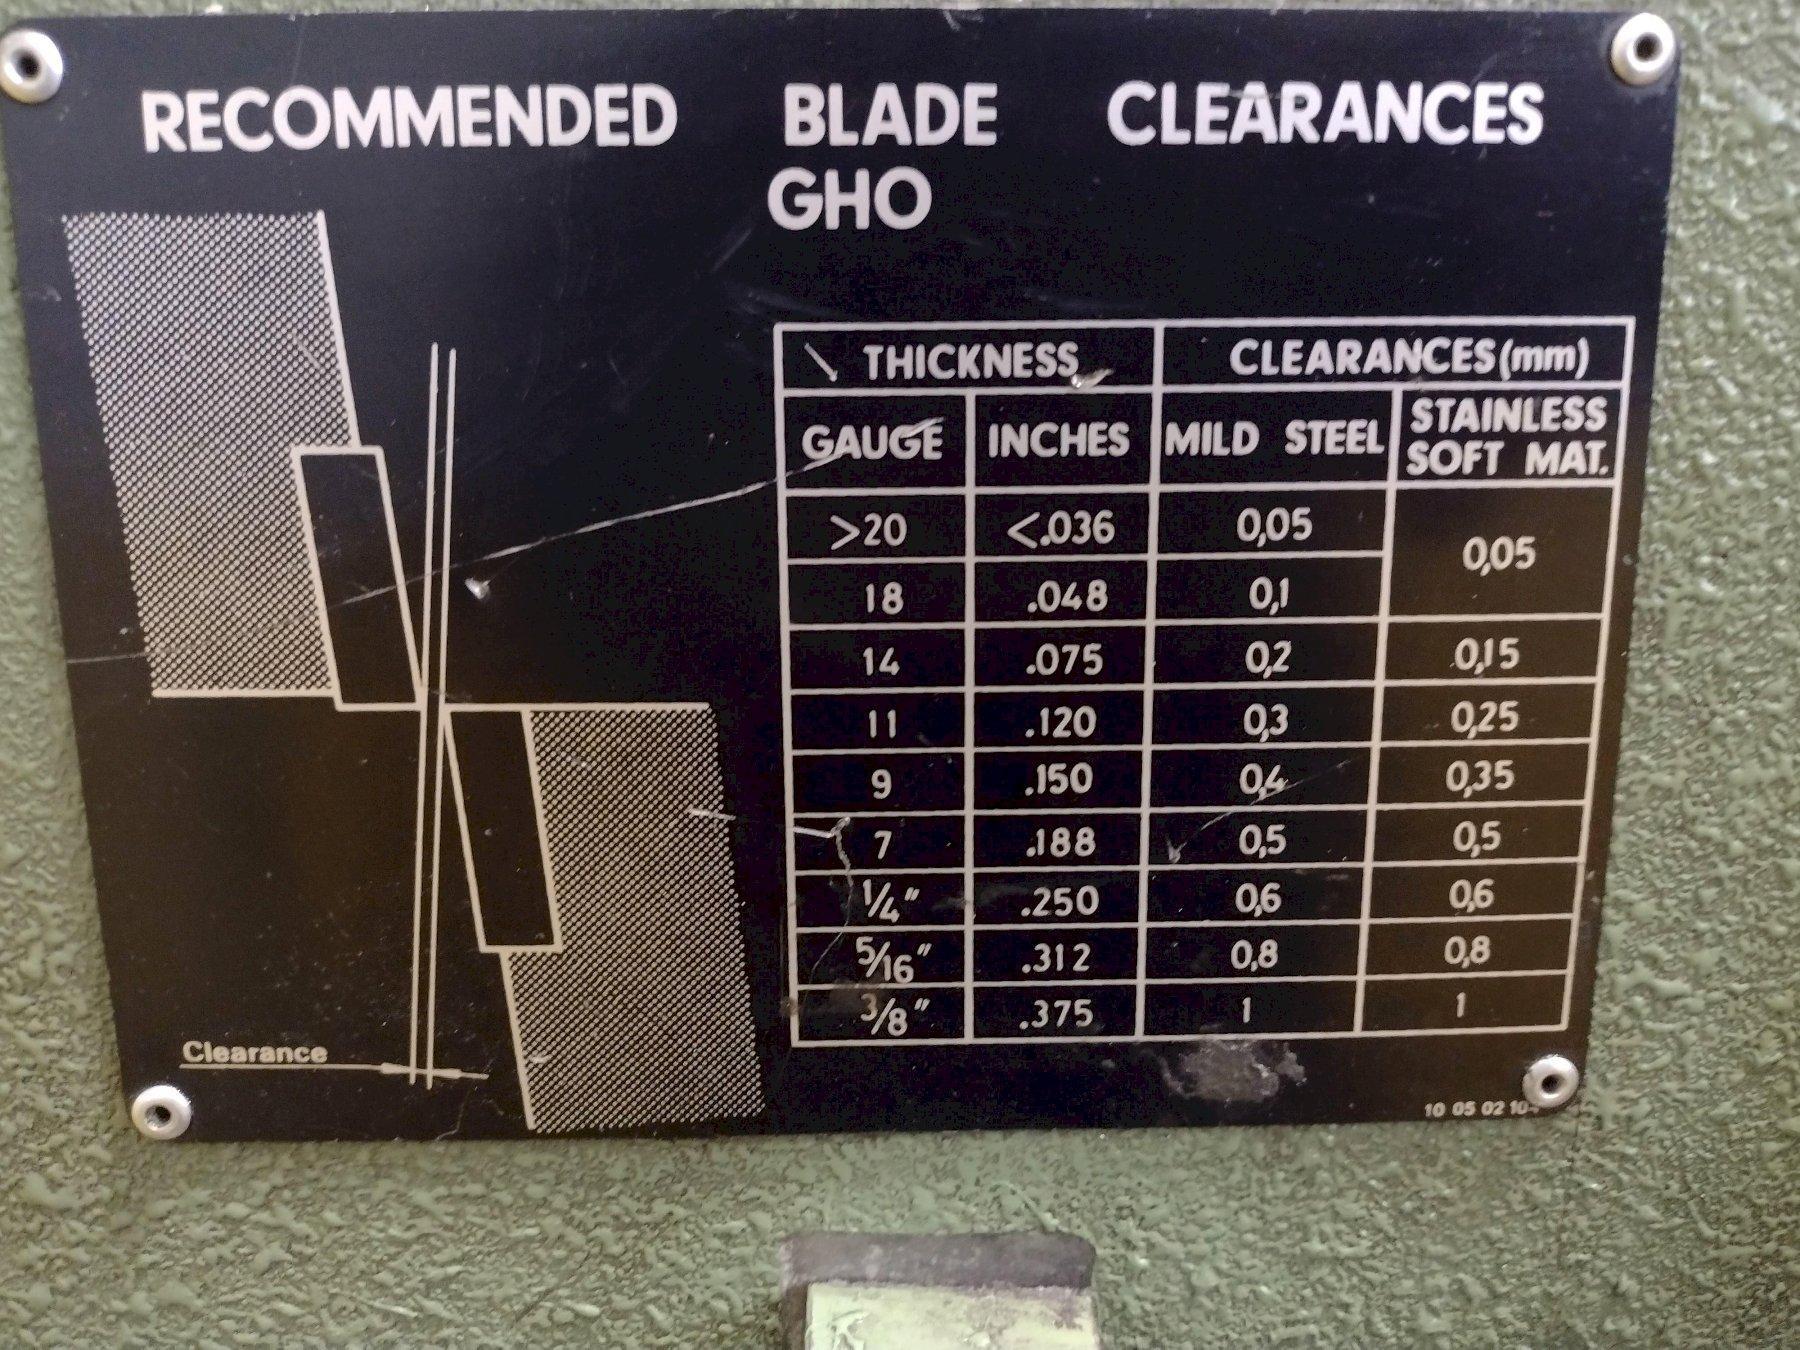 RECOMMENDED BLADE CLEARANCES
GHO
THICKNESS CLEARANCES(mm)
GAUGE INCHES MILD STEEL STAINLESS SOFT MAT.
>20 <.036 0,05 0,05
18 .048 0,1
14 .075 0,2 0,15
11 .120 0,3 0,25
9 .150 0,4 0,35
7 .188 0,5 0,5
1/4" .250 0,6 0,6
5/16" .312 0,8 0,8
3/8" .375 1 1
Clearance
10 05 02